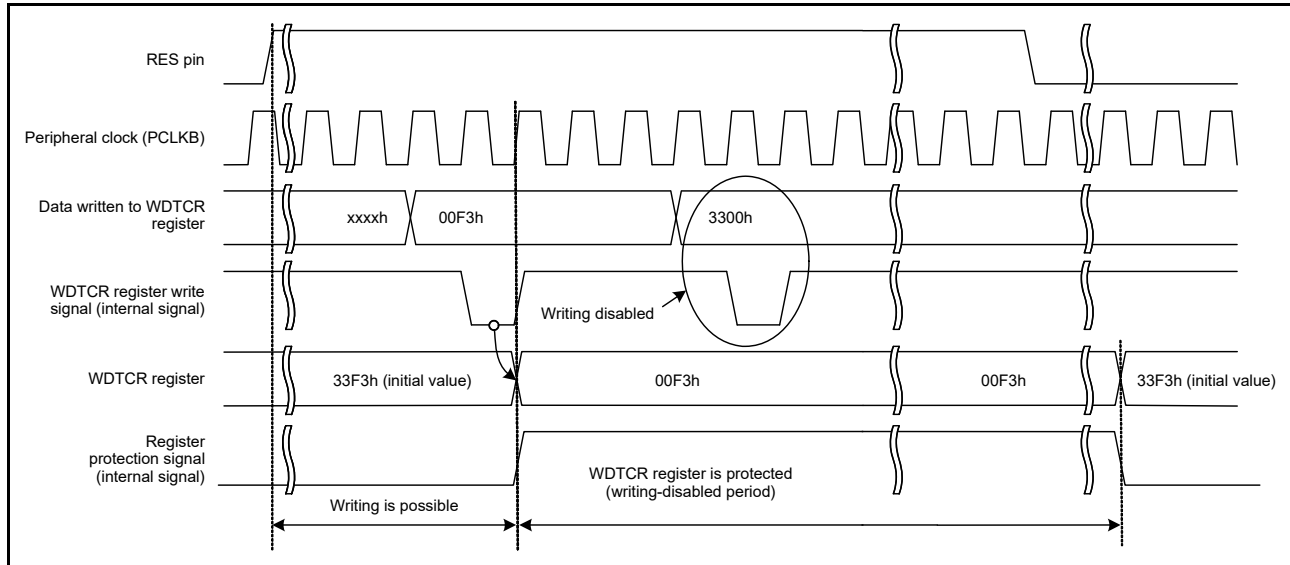 RES pin
Peripheral clock (PCLKB)
Data written to WDTCR
register
xxxxh
00F3h
3300h
WDTCR register write
signal (internal signal)
Writing disabled
WDTCR register
33F3h (initial value)
00F3h
00F3h
33F3h (initial value)
Register
protection signal
(internal signal)
WDTCR register is protected
(writing-disabled period)
Writing is possible